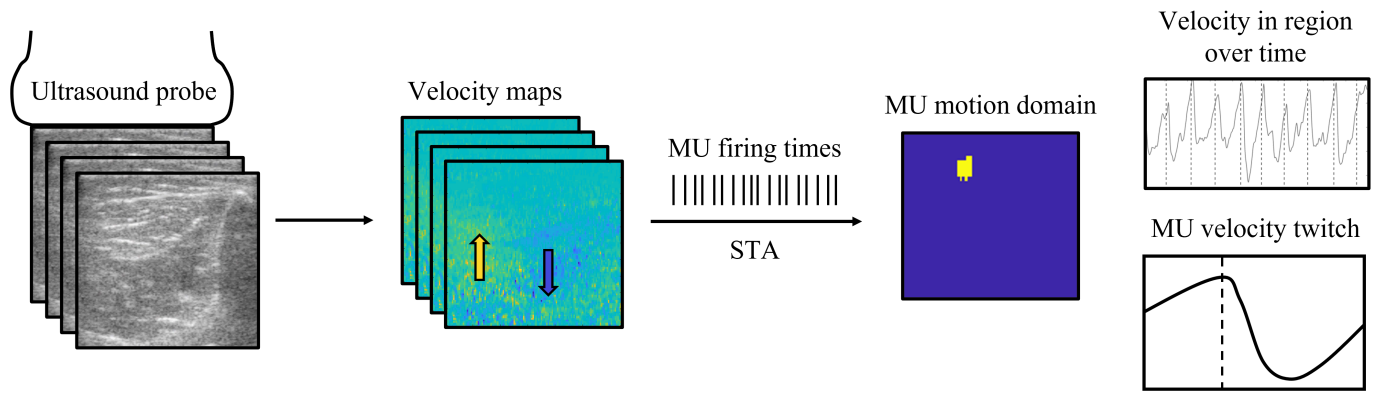 Ultrasound probe
Velocity maps
MU firing times
STA
MU motion domain
Velocity in region
over time
MU velocity twitch